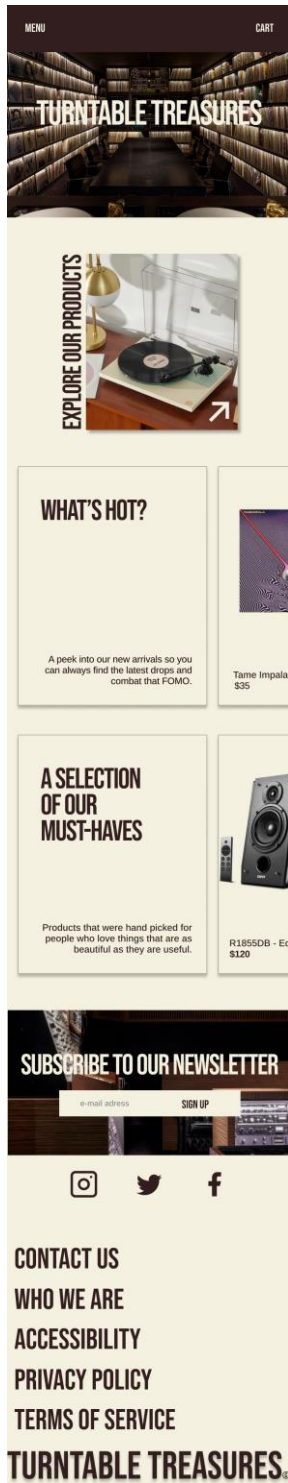 MENU
CART
TURNTABLE TREASURES
EXPLORE OUR PRODUCTS
WHAT'S HOT?
A peek into our new arrivals so you
can always find the latest drops and
combat that FOMO.
Tame Impala
$35
A SELECTION
OF OUR
MUST-HAVES
Products that were hand picked for
people who love things that are as
beautiful as they are useful.
R1855DB - Ed
$120
SUBSCRIBE TO OUR NEWSLETTER
e-mail adress
SIGN UP
CONTACT US
WHO WE ARE
ACCESSIBILITY
PRIVACY POLICY
TERMS OF SERVICE
TURNTABLE TREASURES©